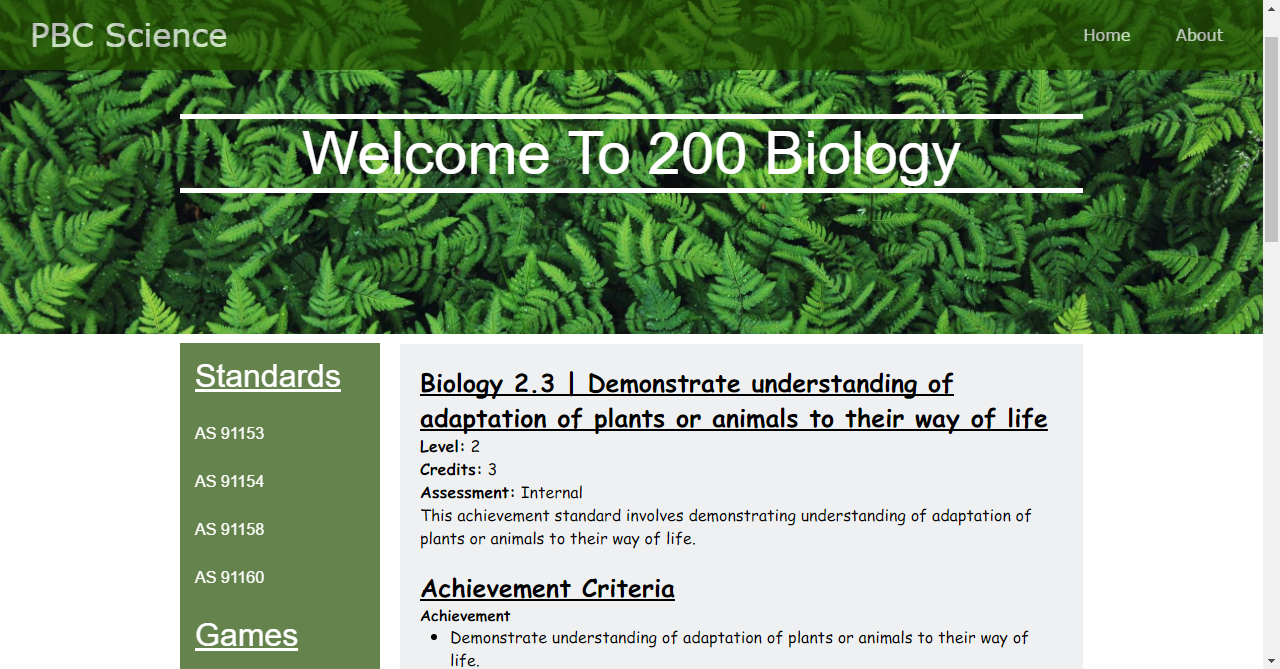 PBC Science
Home
About
Welcome To 200 Biology
Standards
AS 91153
AS 91154
AS 91158
AS 91160
Games
Biology 2.3 | Demonstrate understanding of
adaptation of plants or animals to their way of life
Level: 2
Credits: 3
Assessment: Internal
This achievement standard involves demonstrating understanding of adaptation of
plants or animals to their way of life.
Achievement Criteria
Achievement
• Demonstrate understanding of adaptation of plants or animals to their way of
life.